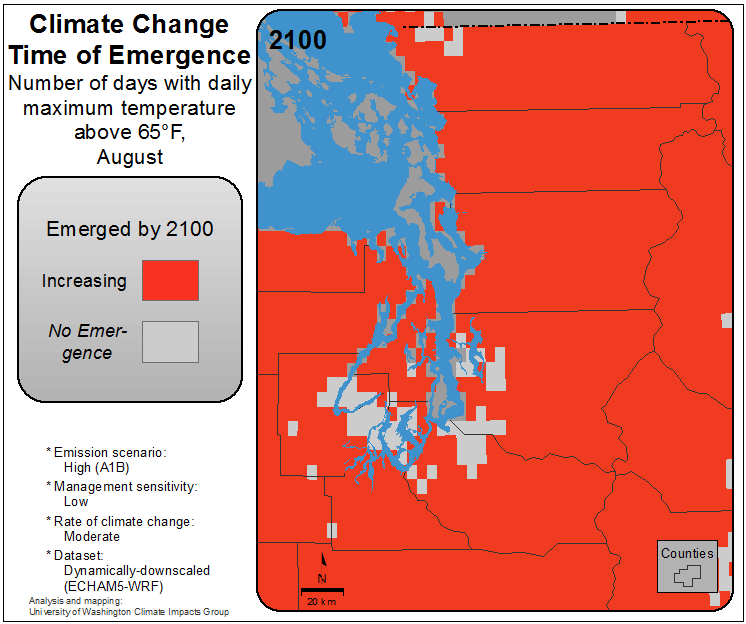 Climate Change
Time of Emergence
Number of days with daily
maximum temperature
above 65°F,
August
Emerged by 2100
Increasing
No Emer-
gence
* Emission scenario:
High (A1B)
* Management sensitivity:
Low
* Rate of climate change:
Moderate
* Dataset:
Dynamically-downscaled
(ECHAM5-WRF)
Analysis and mapping:
University of Washington Climate Impacts Group
2100
N
20 km
Counties